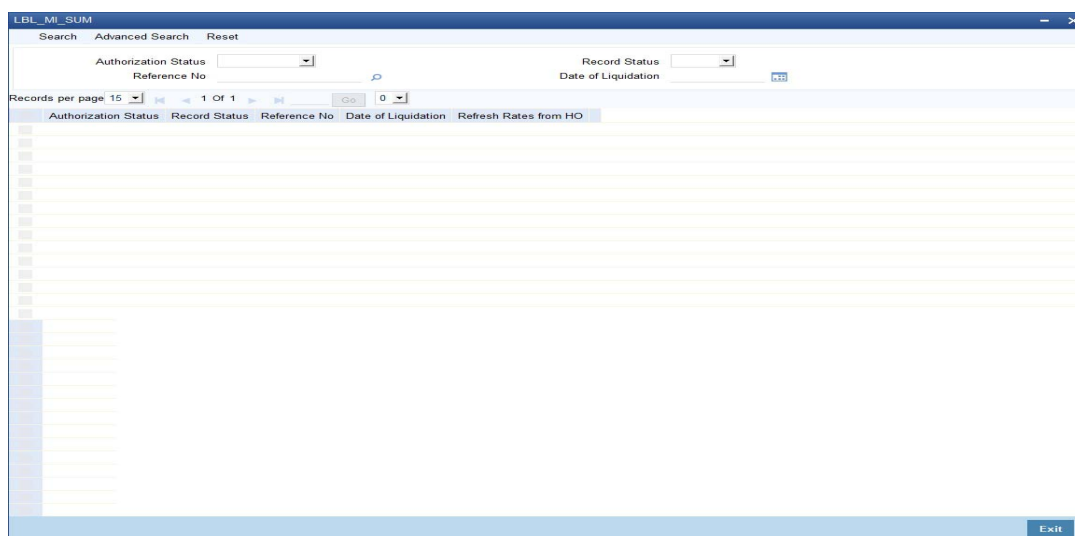 LBL_MI_SUM
Search Advanced Search Reset
Authorization Status Record Status
Reference No Date of Liquidation
Records per page 15 1 Of 1 Go 0
Authorization Status Record Status Reference No Date of Liquidation Refresh Rates from HO
Exit